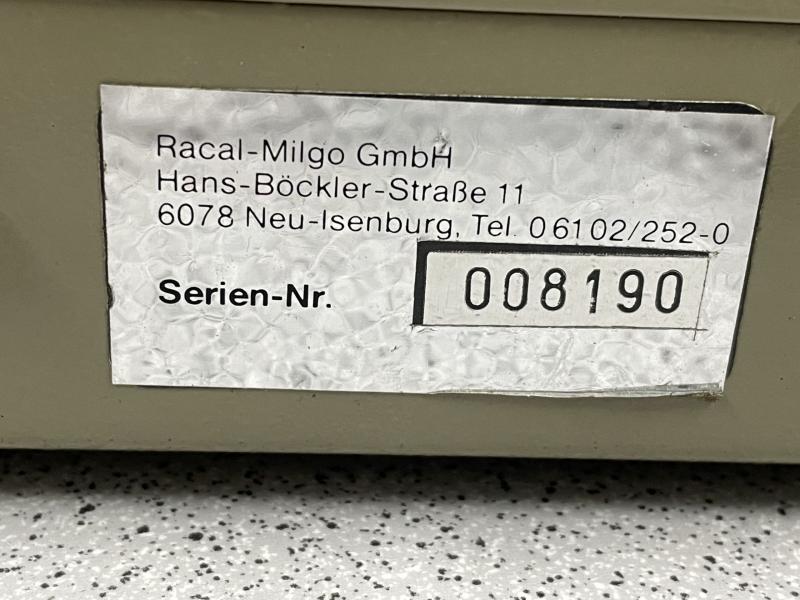 Racal-Milgo GmbH
Hans-Böckler-Straße 11
6078 Neu-Isenburg, Tel. 06102/252-0
Serien-Nr. 008190